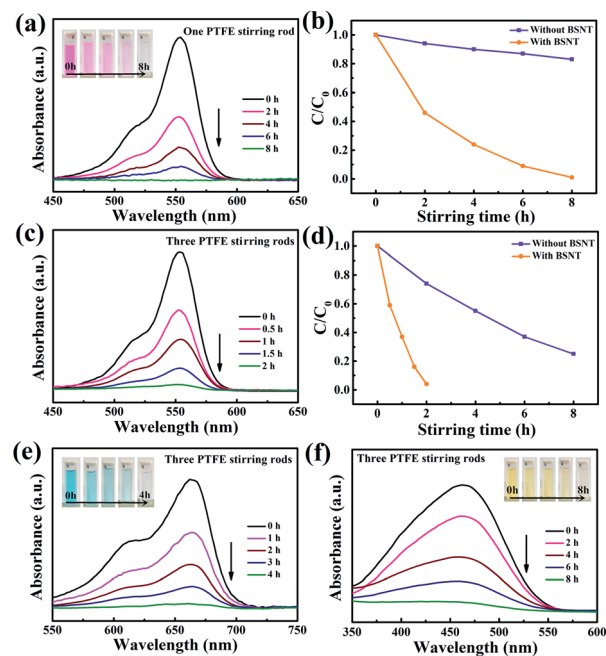 (a)
One PTFE stirring rod
0h
8h
0 h
2 h
4 h
6 h
8 h
Absorbance (a.u.)
450 500 550 600 650
Wavelength (nm)
(b)
Without BSNT
With BSNT
C/C0
1.0
0.8
0.6
0.4
0.2
0.0
0 2 4 6 8
Stirring time (h)
(c)
Three PTFE stirring rods
0 h
0.5 h
1 h
1.5 h
2 h
Absorbance (a.u.)
450 500 550 600 650
Wavelength (nm)
(d)
Without BSNT
With BSNT
C/C0
1.0
0.8
0.6
0.4
0.2
0.0
0 2 4 6 8
Stirring time (h)
(e)
Three PTFE stirring rods
0h
4h
0 h
1 h
2 h
3 h
4 h
Absorbance (a.u.)
550 600 650 700 750
Wavelength (nm)
(f)
Three PTFE stirring rods
0h
8h
0 h
2 h
4 h
6 h
8 h
Absorbance (a.u.)
350 400 450 500 550 600
Wavelength (nm)